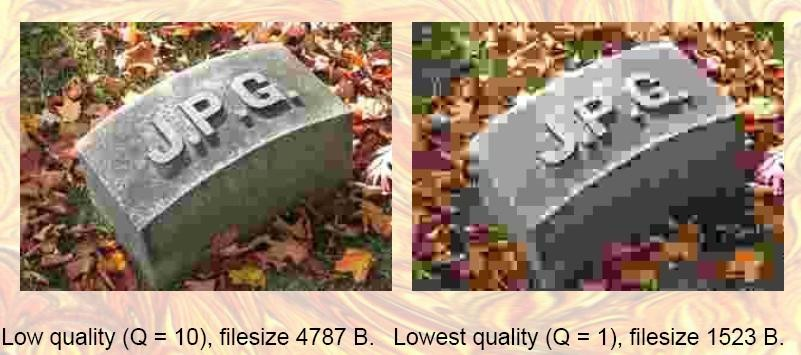 J.P.G.
J.P.G.
Low quality (Q = 10), filesize 4787 B.
Lowest quality (Q = 1), filesize 1523 B.